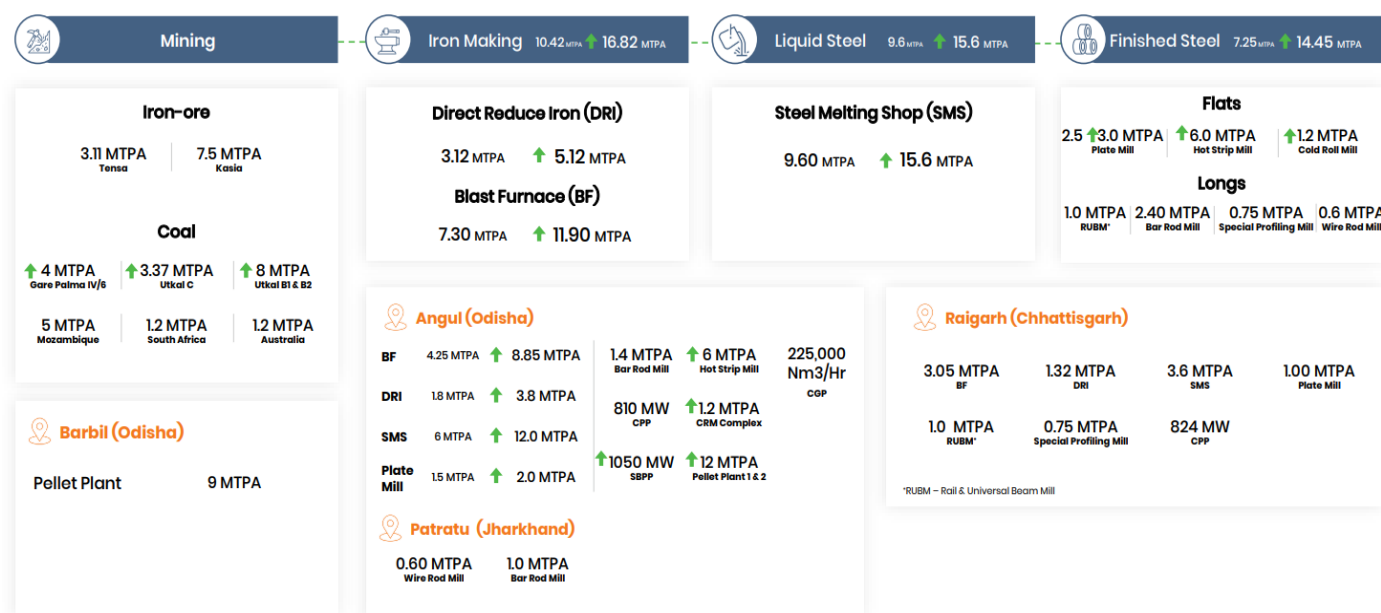 Mining
Iron Making 10.42 MTPA 16.82 MTPA
Liquid Steel 9.6 MTPA 15.6 MTPA
Finished Steel 7.25 MTPA 14.45 MTPA
Iron-ore
3.11 MTPA 7.5 MTPA
Tensa Kasia
Coal
4 MTPA 3.37 MTPA 8 MTPA
Gare Palma IV/6 Utkal C Utkal B1 & B2
5 MTPA 1.2 MTPA 1.2 MTPA
Mozambique South Africa Australia
Direct Reduce Iron (DRI)
3.12 MTPA 5.12 MTPA
Blast Furnace (BF)
7.30 MTPA 11.90 MTPA
Steel Melting Shop (SMS)
9.60 MTPA 15.6 MTPA
Flats
2.5 3.0 MTPA 6.0 MTPA 1.2 MTPA
Plate Mill Hot Strip Mill Cold Roll Mill
Longs
1.0 MTPA 2.40 MTPA 0.75 MTPA 0.6 MTPA
RUBM* Bar Rod Mill Special Profiling Mill Wire Rod Mill
Barbil (Odisha)
Pellet Plant 9 MTPA
Angul (Odisha)
BF 4.25 MTPA 8.85 MTPA
DRI 1.8 MTPA 3.8 MTPA
SMS 6 MTPA 12.0 MTPA
Plate
Mill 1.5 MTPA 2.0 MTPA
1.4 MTPA 6 MTPA
Bar Rod Mill Hot Strip Mill
810 MW 1.2 MTPA
CPP CRM Complex
1050 MW 12 MTPA
SBPP Pellet Plant 1 & 2
225,000
Nm3/Hr
CGP
Patratu (Jharkhand)
0.60 MTPA 1.0 MTPA
Wire Rod Mill Bar Rod Mill
Raigarh (Chhattisgarh)
3.05 MTPA 1.32 MTPA 3.6 MTPA 1.00 MTPA
BF DRI SMS Plate Mill
1.0 MTPA 0.75 MTPA 824 MW
RUBM* Special Profiling Mill CPP
*RUBM – Rail & Universal Beam Mill